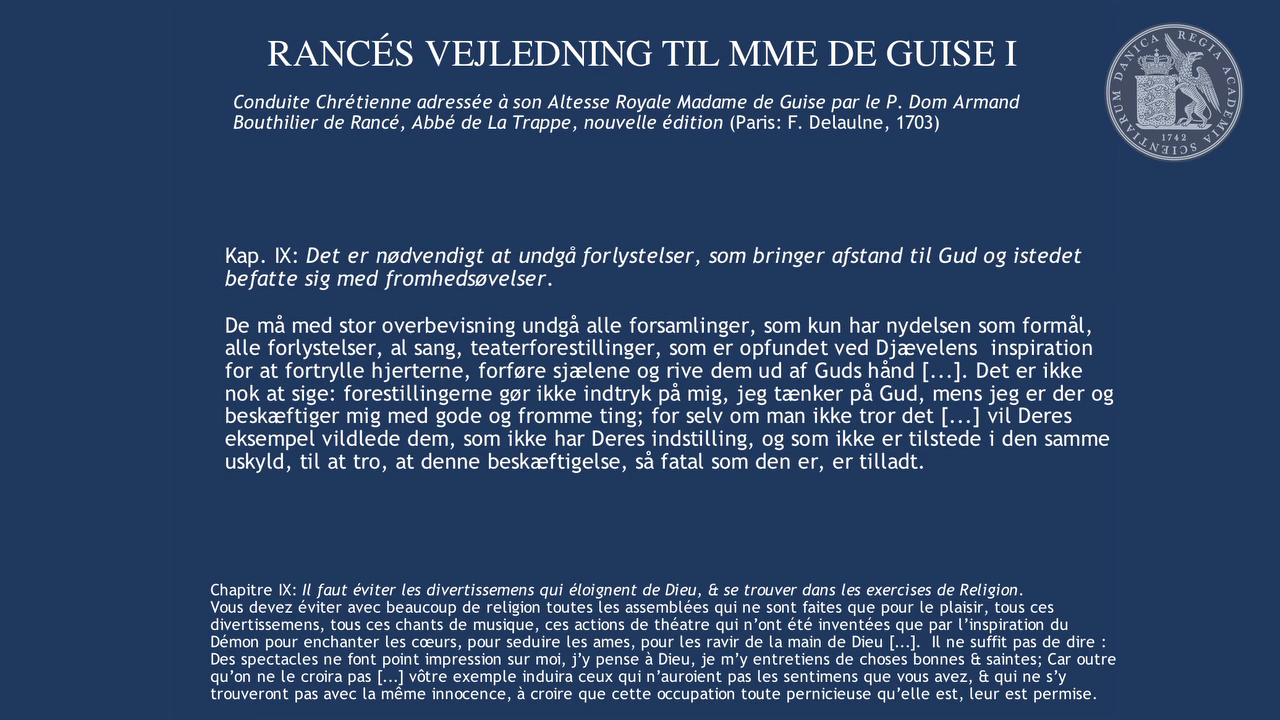 RANCÉS VEJLEDNING TIL MME DE GUISE I
Conduite Chrétienne adressée à son Altesse Royale Madame de Guise par le P. Dom Armand
Bouthilier de Rancé, Abbé de La Trappe, nouvelle édition (Paris: F. Delaulne, 1703)
REGIA ACADEMIA SCIENTIARUM DANICA
1742
Kap. IX: Det er nødvendigt at undgå forlystelser, som bringer afstand til Gud og istedet
befatte sig med fromhedsøvelser.
De må med stor overbevisning undgå alle forsamlinger, som kun har nydelsen som formål,
alle forlystelser, al sang, teaterforestillinger, som er opfundet ved Djævelens inspiration
for at fortrylle hjerterne, forføre sjælene og rive dem ud af Guds hånd [...]. Det er ikke
nok at sige: forestillingerne gør ikke indtryk på mig, jeg tænker på Gud, mens jeg er der og
beskæftiger mig med gode og fromme ting; for selv om man ikke tror det [...] vil Deres
eksempel vildlede dem, som ikke har Deres indstilling, og som ikke er tilstede i den samme
uskyld, til at tro, at denne beskæftigelse, så fatal som den er, er tilladt.
Chapitre IX: Il faut éviter les divertissemens qui éloignent de Dieu, & se trouver dans les exercises de Religion.
Vous devez éviter avec beaucoup de religion toutes les assemblées qui ne sont faites que pour le plaisir, tous ces
divertissemens, tous ces chants de musique, ces actions de théatre qui n'ont été inventées que par l'inspiration du
Démon pour enchanter les cœurs, pour seduire les ames, pour les ravir de la main de Dieu [...]. Il ne suffit pas de dire :
Des spectacles ne font point impression sur moi, j'y pense à Dieu, je m'y entretiens de choses bonnes & saintes; Car outre
qu'on ne le croira pas [...] vôtre exemple induira ceux qui n'auroient pas les sentimens que vous avez, & qui ne s'y
trouveront pas avec la même innocence, à croire que cette occupation toute pernicieuse qu'elle est, leur est permise.